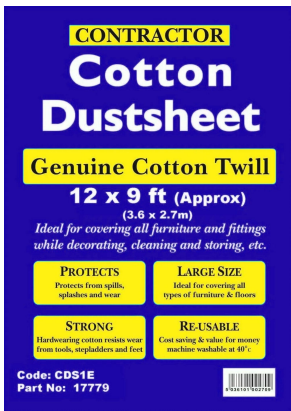 CONTRACTOR
Cotton
Dustsheet
Genuine Cotton Twill
12 x 9 ft (Approx)
(3.6 x 2.7m)
Ideal for covering all furniture and fittings
while decorating, cleaning and storing, etc.
PROTECTS
Protects from spills,
splashes and wear
LARGE SIZE
Ideal for covering all
types of furniture & floors
STRONG
Hardwearing cotton resists wear
from tools, stepladders and feet
RE-USABLE
Cost saving & value for money
machine washable at 40°c
Code: CDS1E
Part No: 17779